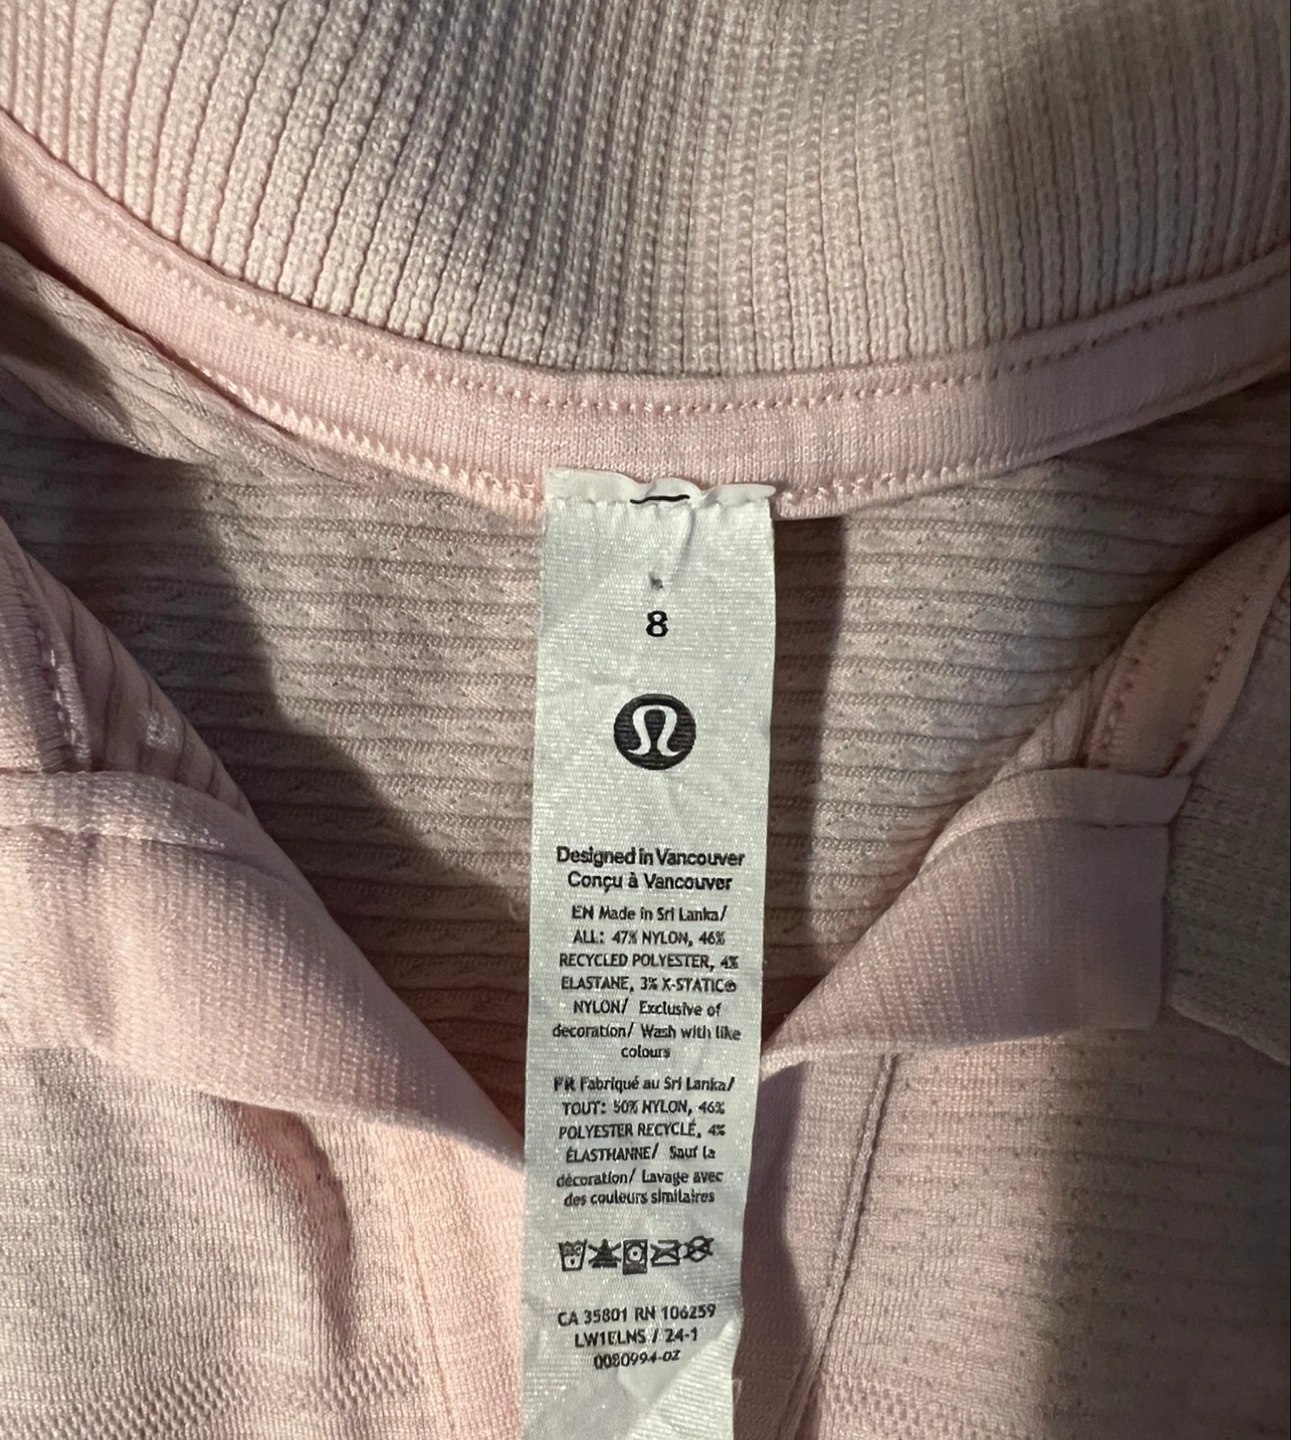 8
Designed in Vancouver
Conçu à Vancouver
EN Made in Sri Lanka/
ALL: 47% NYLON, 46%
RECYCLED POLYESTER, 4%
ELASTANE, 3% X-STATIC®
NYLON/ Exclusive of
decoration/ Wash with like
colours
FR Fabriqué au Sri Lanka/
TOUT: 50% NYLON, 46%
POLYESTER RECYCLÉ, 4%
ÉLASTHANNE/ Sauf la
décoration/ Lavage avec
des couleurs similaires
CA 35801 RN 106259
LW1ELNS / 24-1
0080994-02